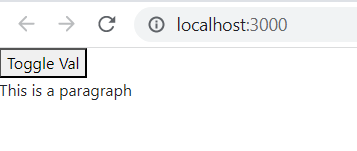 localhost:3000
Toggle Val
This is a paragraph